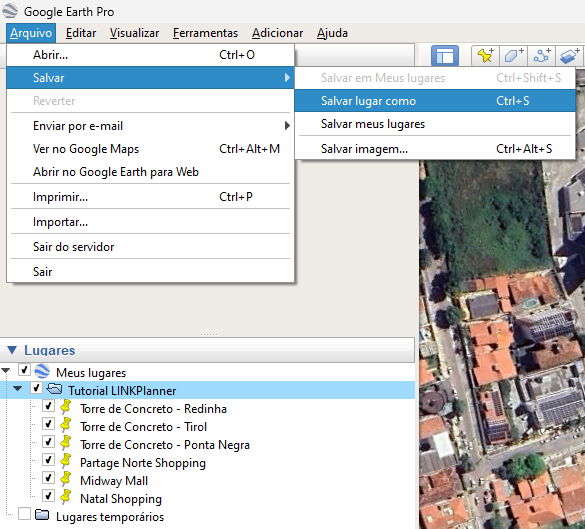 Google Earth Pro
Arquivo Editar Visualizar Ferramentas Adicionar Ajuda
Abrir... Ctrl+O
Salvar
Salvar em Meus lugares Ctrl+Shift+S
Reverter
Salvar lugar como Ctrl+S
Enviar por e-mail
Salvar meus lugares
Ver no Google Maps Ctrl+Alt+M
Salvar imagem... Ctrl+Alt+S
Abrir no Google Earth para Web
Imprimir... Ctrl+P
Importar...
Sair do servidor
Sair
Lugares
Meus lugares
Tutorial LINKPlanner
Torre de Concreto - Redinha
Torre de Concreto - Tirol
Torre de Concreto - Ponta Negra
Partage Norte Shopping
Midway Mall
Natal Shopping
Lugares temporários